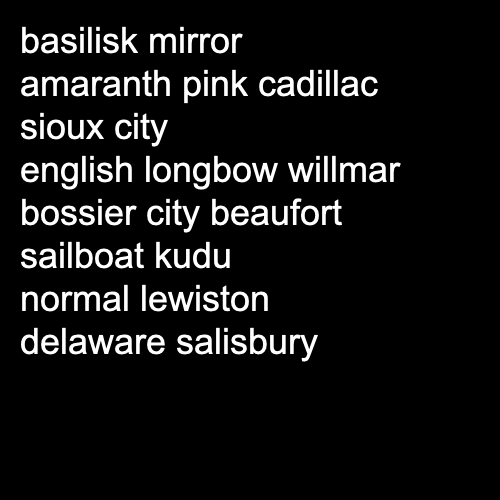 basilisk mirror
amaranth pink cadillac
sioux city
english longbow willmar
bossier city beaufort
sailboat kudu
normal lewiston
delaware salisbury